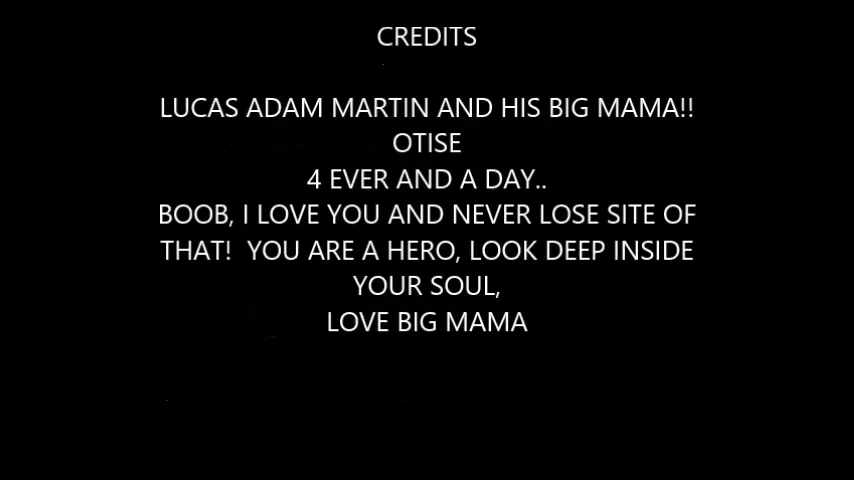 CREDITS
LUCAS ADAM MARTIN AND HIS BIG MAMA!!
OTISE
4 EVER AND A DAY..
BOOB, I LOVE YOU AND NEVER LOSE SITE OF
THAT!  YOU ARE A HERO, LOOK DEEP INSIDE
YOUR SOUL,
LOVE BIG MAMA